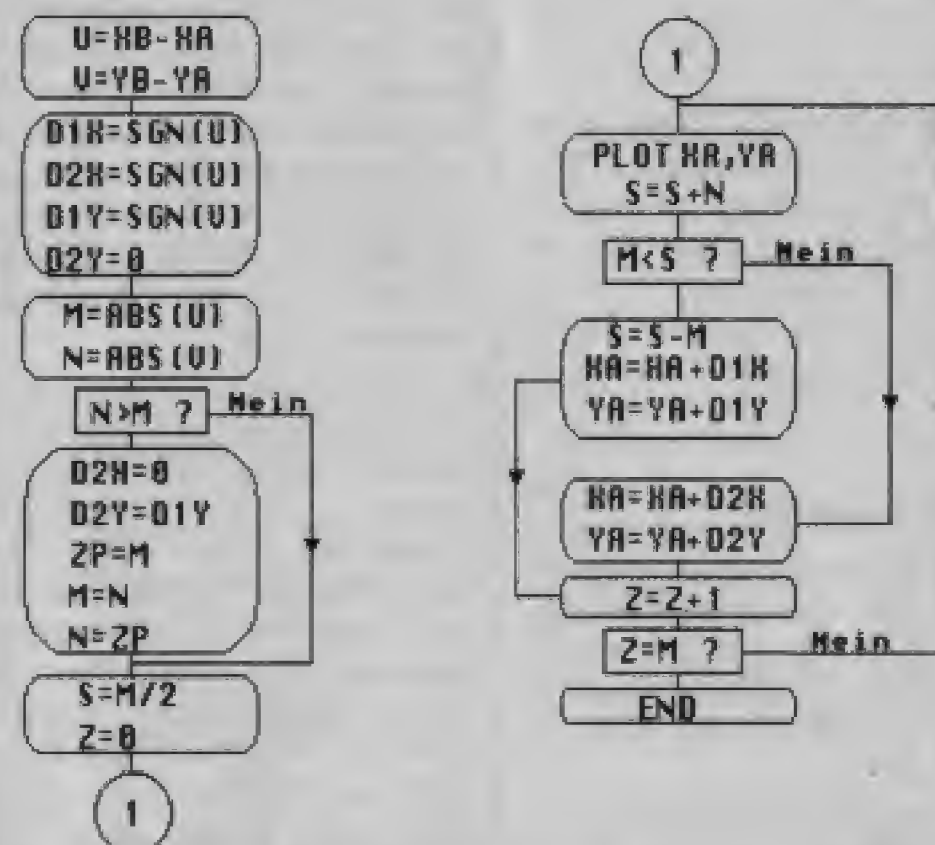 U=XB-XA
V=YB-YA
D1X=SGN(U)
D2X=SGN(U)
D1Y=SGN(V)
D2Y=0
M=ABS(U)
N=ABS(V)
N>M ? Nein
D2X=0
D2Y=D1Y
ZP=M
M=N
N=ZP
S=M/2
Z=0
1
1
PLOT XA,YA
S=S+N
M<S ? Nein
S=S-M
XA=XA+D1X
YA=YA+D1Y
XA=XA+D2X
YA=YA+D2Y
Z=Z+1
Z=M ? Nein
END